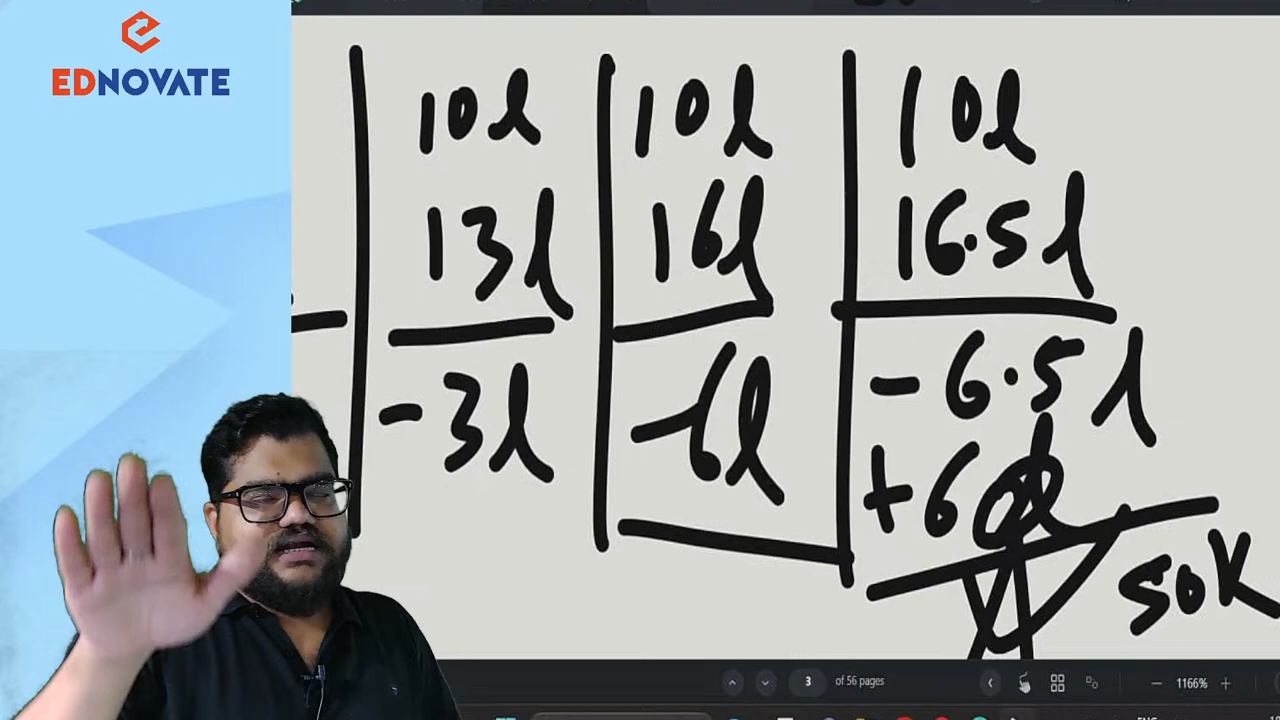 EDNOVATE
10l
13l
-3l
10l
16l
-6l
10l
16.5l
-6.5l
+6
50K
3 of 56 pages
1166%